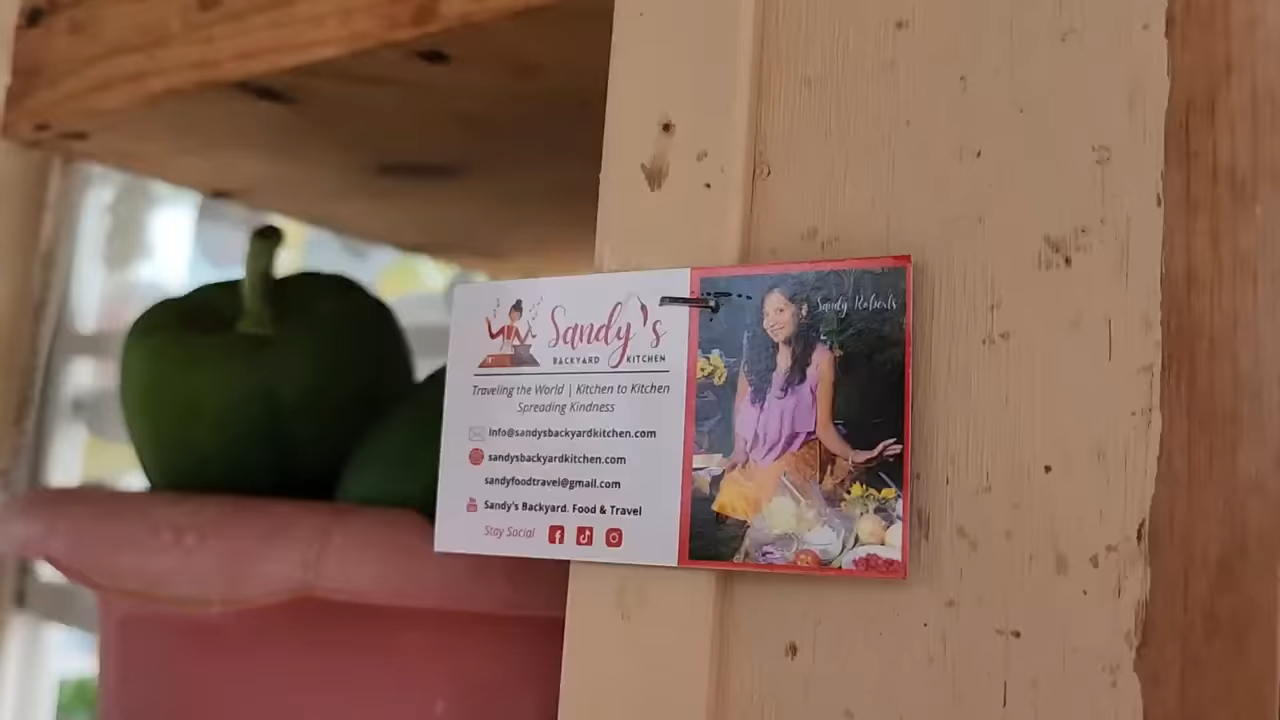 Sandy's
BACKYARD KITCHEN
Traveling the World | Kitchen to Kitchen
Spreading Kindness
info@sandysbackyardkitchen.com
sandysbackyardkitchen.com
sandyfoodtravel@gmail.com
Sandy's Backyard. Food & Travel
Stay Social
Sandy Roberts